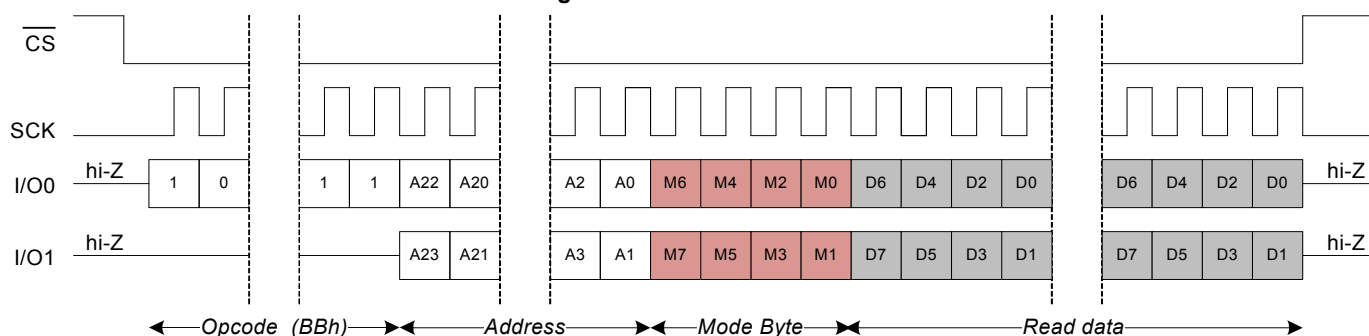 CS
SCK
I/O0 hi-Z 1 0 1 1 A22 A20 A2 A0 M6 M4 M2 M0 D6 D4 D2 D0 D6 D4 D2 D0 hi-Z
I/O1 hi-Z A23 A21 A3 A1 M7 M5 M3 M1 D7 D5 D3 D1 D7 D5 D3 D1 hi-Z
Opcode (BBh) Address Mode Byte Read data